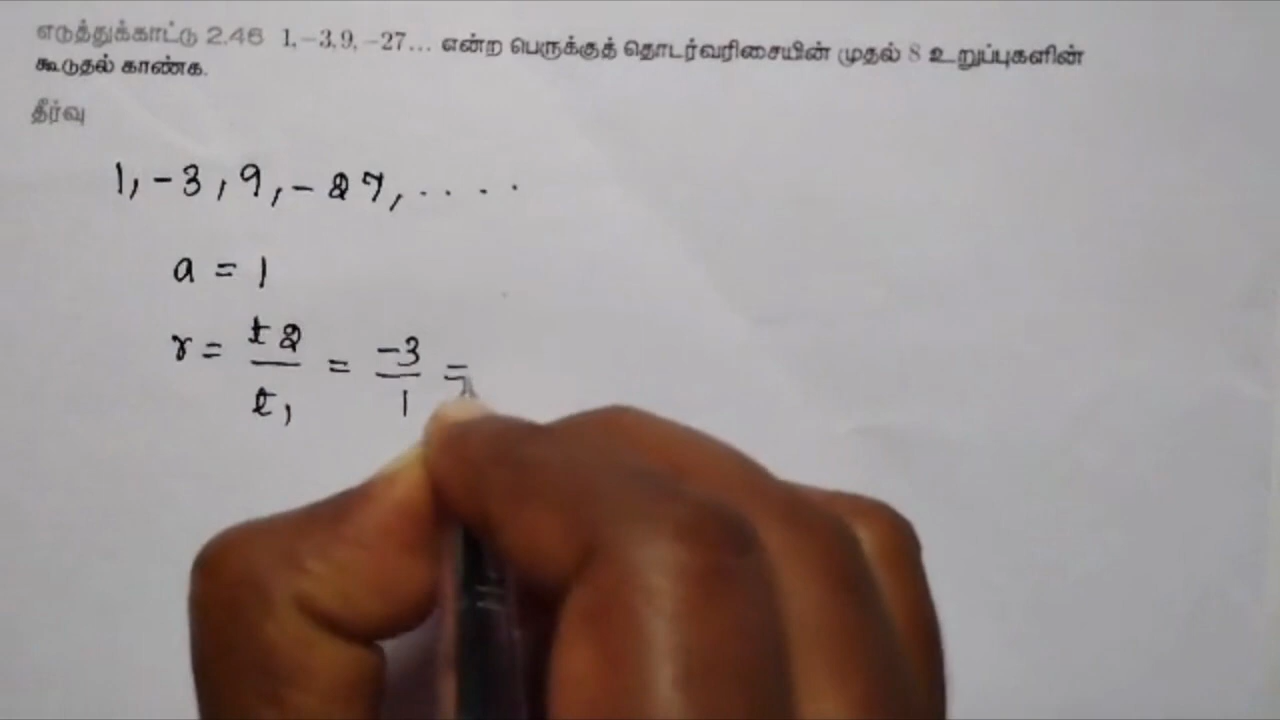 எடுத்துக்காட்டு 2.46 1, −3, 9, −27... என்ற பெருக்குத் தொடர்வரிசையின் முதல் 8 உறுப்புகளின்
கூடுதல் காண்க.
தீர்வு
1, -3, 9, -27, ....
a = 1
r = t2/t1 = -3/1 =